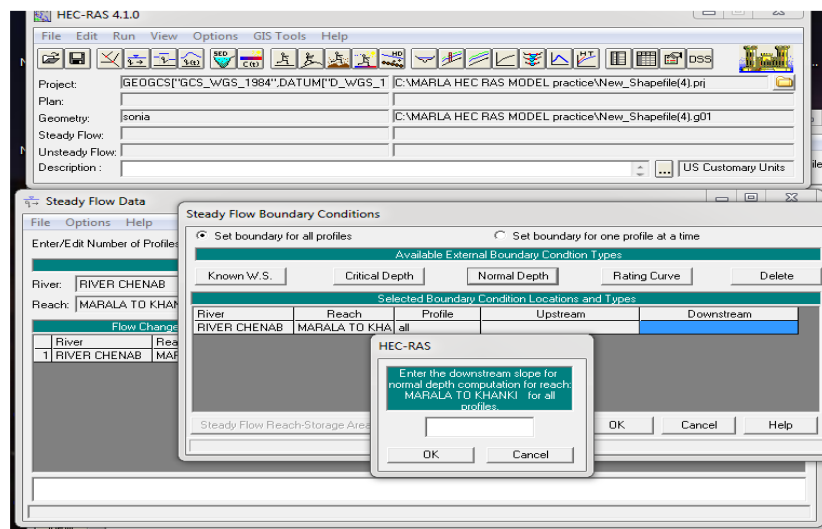 HEC-RAS 4.1.0
File Edit Run View Options GIS Tools Help
Project: GEOGCS["GCS_WGS_1984",DATUM["D_WGS_1 C:\MARLA HEC RAS MODEL practice\New_Shapefile(4).prj
Plan:
Geometry: sonia C:\MARLA HEC RAS MODEL practice\New_Shapefile(4).g01
Steady Flow:
Unsteady Flow:
Description : ... US Customary Units
Steady Flow Data
File Options Help
Enter/Edit Number of Profiles
River: RIVER CHENAB
Reach: MARALA TO KHAN
Flow Change
River Rea
1 RIVER CHENAB MAR
Steady Flow Boundary Conditions
Set boundary for all profiles Set boundary for one profile at a time
Available External Boundary Condtion Types
Known W.S. Critical Depth Normal Depth Rating Curve Delete
Selected Boundary Condition Locations and Types
River Reach Profile Upstream Downstream
RIVER CHENAB MARALA TO KHA all
Steady Flow Reach-Storage Area OK Cancel Help
HEC-RAS
Enter the downstream slope for
normal depth computation for reach:
MARALA TO KHANKI for all
profiles.
OK Cancel